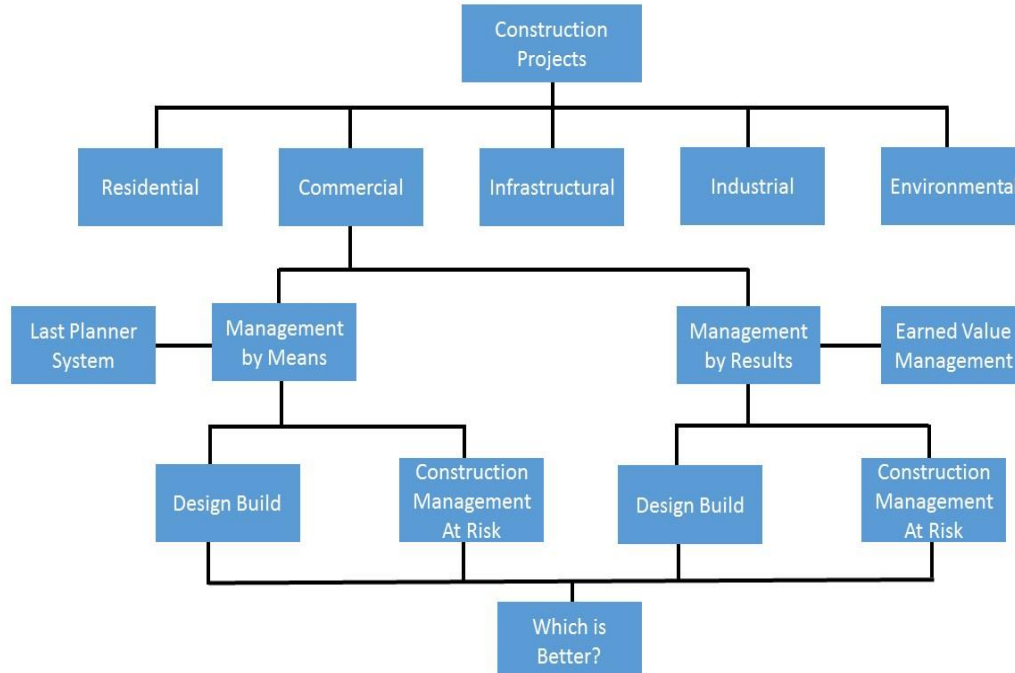 Construction
Projects
Residential
Commercial
Infrastructural
Industrial
Environmental
Last Planner
System
Management
by Means
Management
by Results
Earned Value
Management
Design Build
Construction
Management
At Risk
Design Build
Construction
Management
At Risk
Which is
Better?